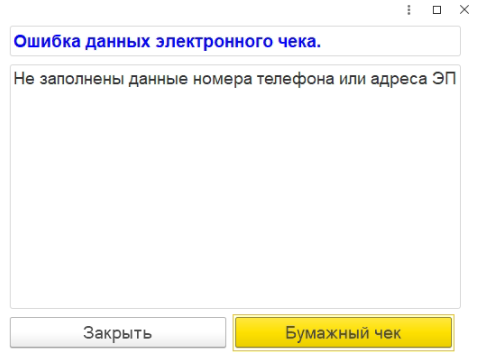 Ошибка данных электронного чека.
Не заполнены данные номера телефона или адреса ЭП
Закрыть
Бумажный чек